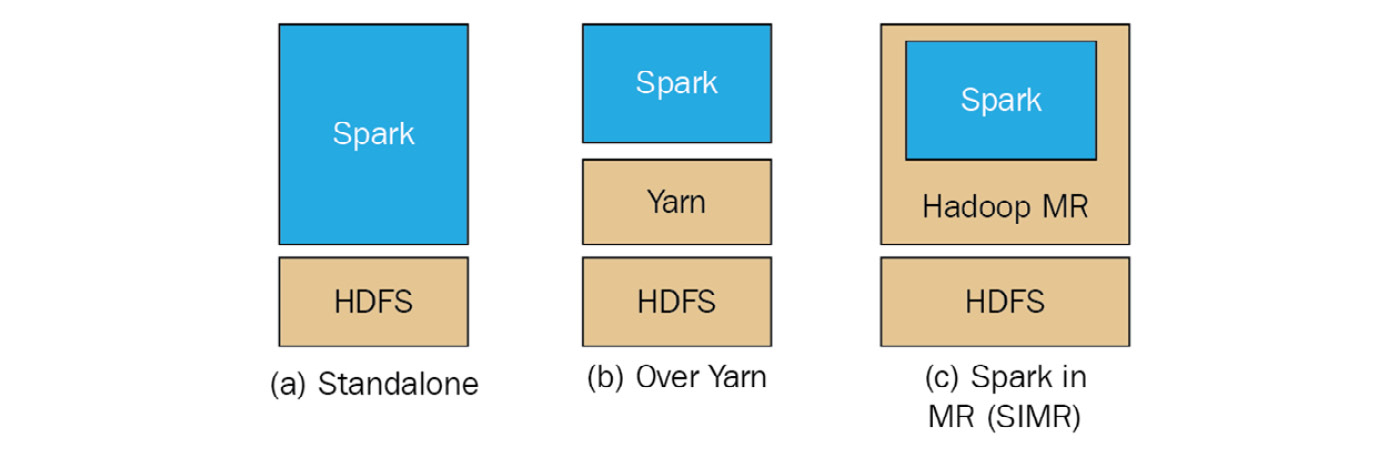 Spark
HDFS
(a) Standalone
Spark
Yarn
HDFS
(b) Over Yarn
Spark
Hadoop MR
HDFS
(c) Spark in
MR (SIMR)